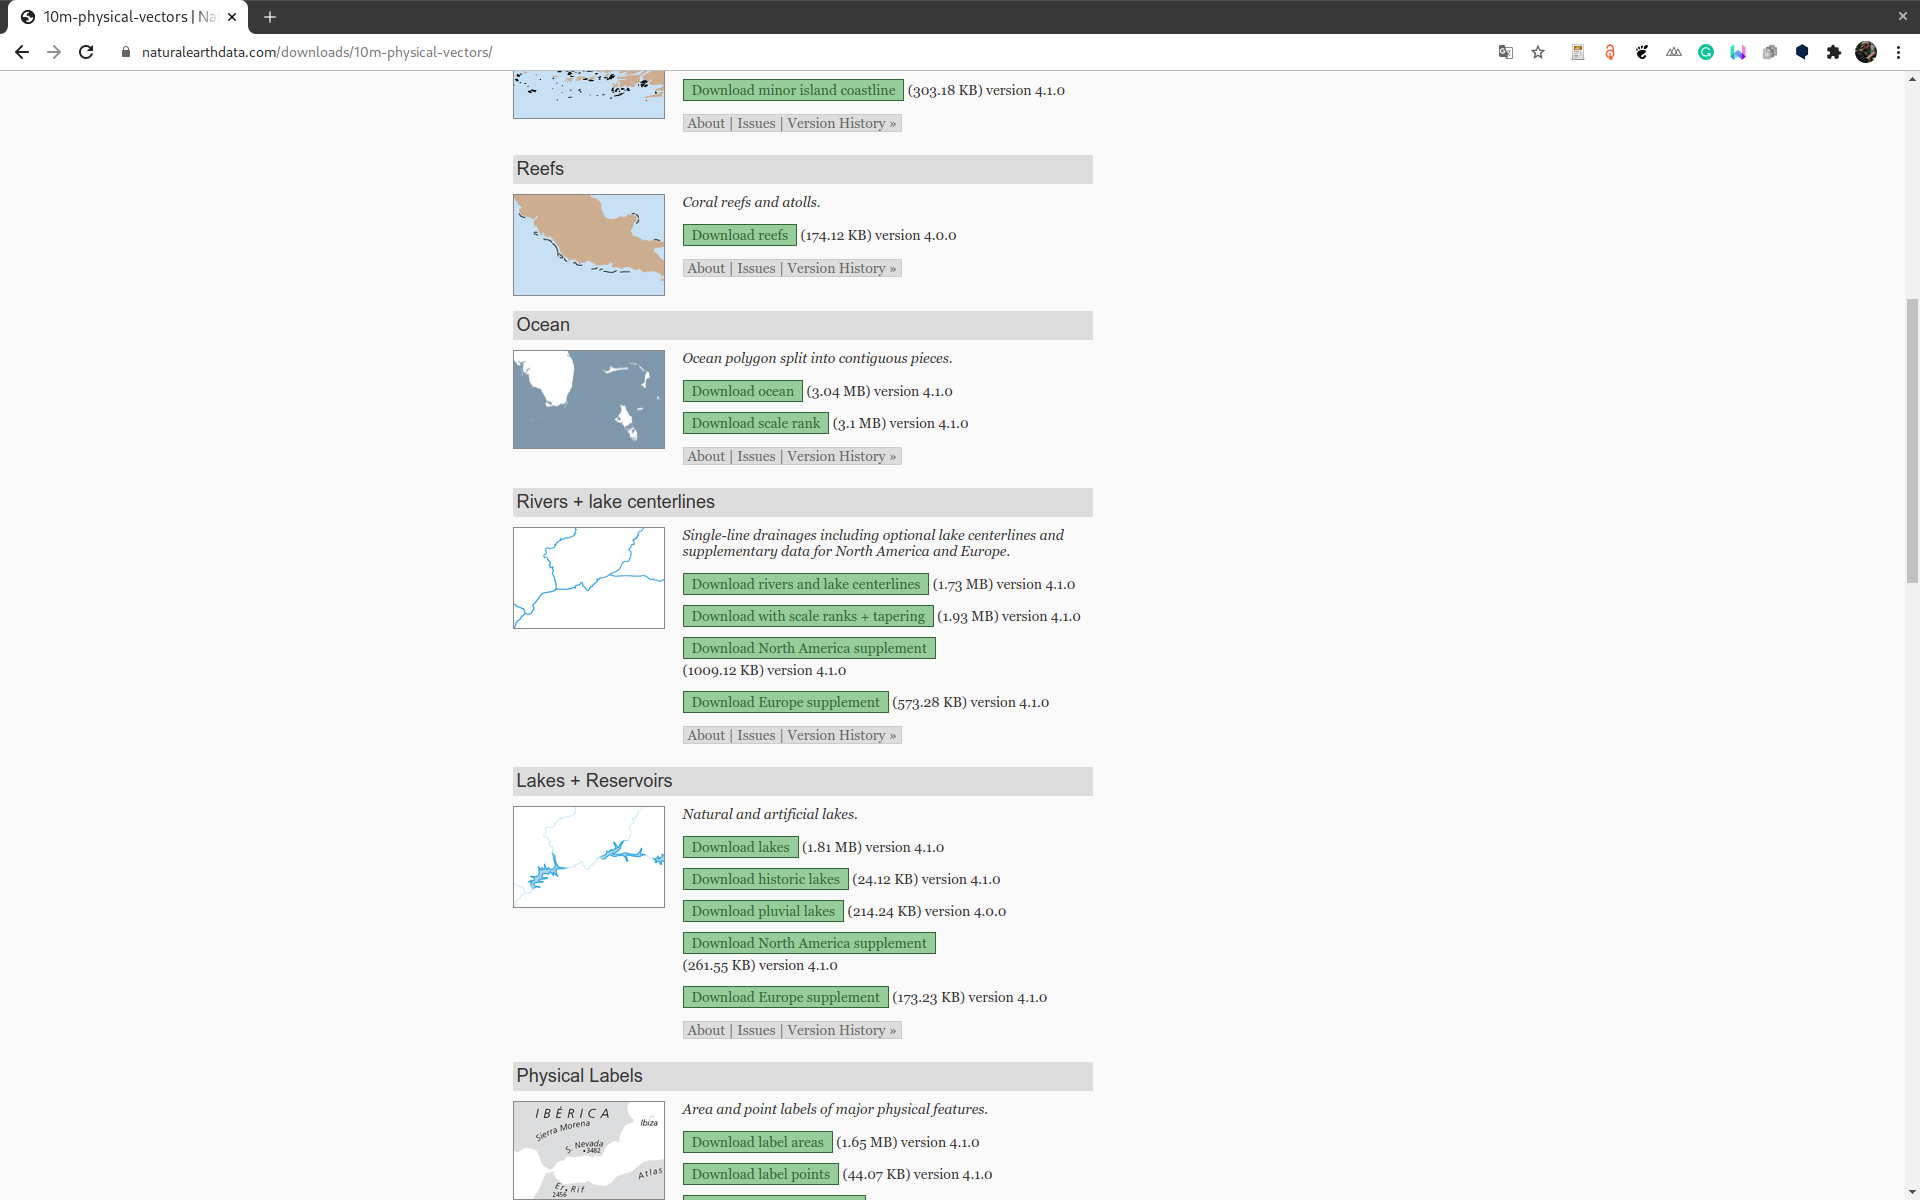 10m-physical-vectors | Na
naturalearthdata.com/downloads/10m-physical-vectors/
Download minor island coastline (303.18 KB) version 4.1.0
About | Issues | Version History »
Reefs
Coral reefs and atolls.
Download reefs (174.12 KB) version 4.0.0
About | Issues | Version History »
Ocean
Ocean polygon split into contiguous pieces.
Download ocean (3.04 MB) version 4.1.0
Download scale rank (3.1 MB) version 4.1.0
About | Issues | Version History »
Rivers + lake centerlines
Single-line drainages including optional lake centerlines and
supplementary data for North America and Europe.
Download rivers and lake centerlines (1.73 MB) version 4.1.0
Download with scale ranks + tapering (1.93 MB) version 4.1.0
Download North America supplement
(1009.12 KB) version 4.1.0
Download Europe supplement (573.28 KB) version 4.1.0
About | Issues | Version History »
Lakes + Reservoirs
Natural and artificial lakes.
Download lakes (1.81 MB) version 4.1.0
Download historic lakes (24.12 KB) version 4.1.0
Download pluvial lakes (214.24 KB) version 4.0.0
Download North America supplement
(261.55 KB) version 4.1.0
Download Europe supplement (173.23 KB) version 4.1.0
About | Issues | Version History »
Physical Labels
IBÉRICA
Sierra Morena
Ibiza
S. Nevada
3482
Atlas
Er Rif
2456
Area and point labels of major physical features.
Download label areas (1.65 MB) version 4.1.0
Download label points (44.07 KB) version 4.1.0